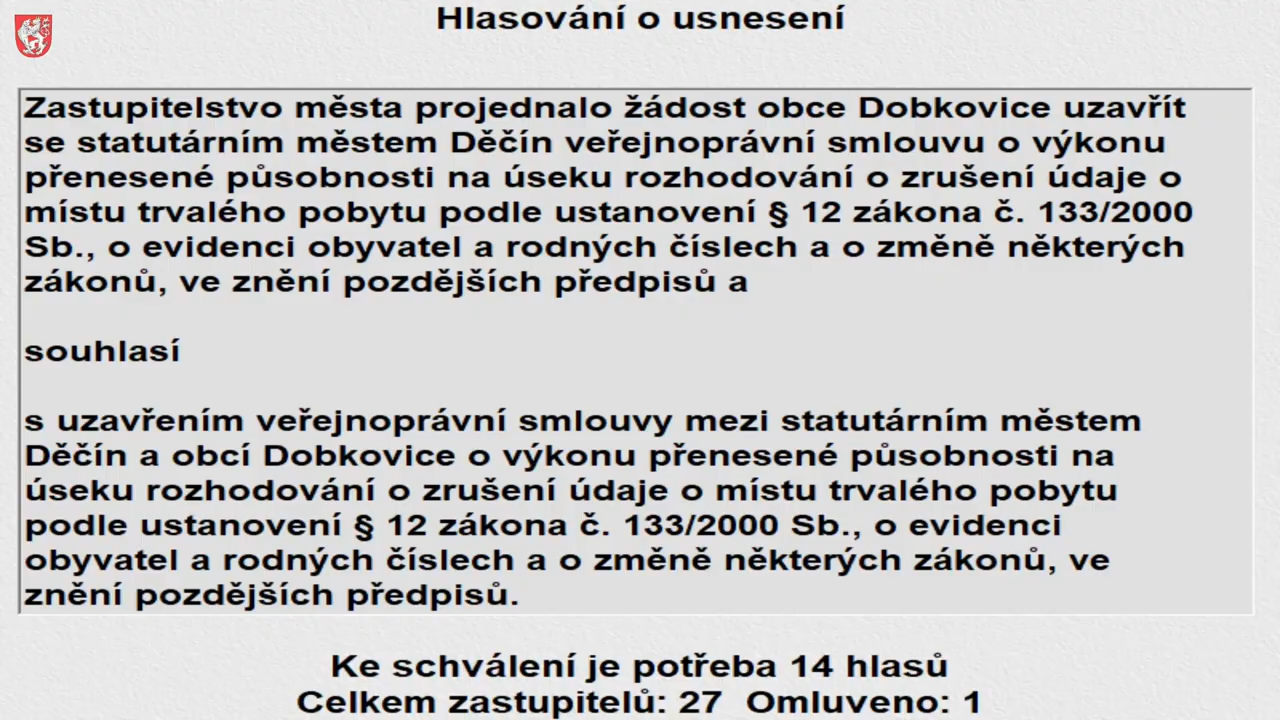 Hlasování o usnesení
Zastupitelstvo města projednalo žádost obce Dobkovice uzavřít
se statutárním městem Děčín veřejnoprávní smlouvu o výkonu
přenesené působnosti na úseku rozhodování o zrušení údaje o
místu trvalého pobytu podle ustanovení § 12 zákona č. 133/2000
Sb., o evidenci obyvatel a rodných číslech a o změně některých
zákonů, ve znění pozdějších předpisů a
souhlasí
s uzavřením veřejnoprávní smlouvy mezi statutárním městem
Děčín a obcí Dobkovice o výkonu přenesené působnosti na
úseku rozhodování o zrušení údaje o místu trvalého pobytu
podle ustanovení § 12 zákona č. 133/2000 Sb., o evidenci
obyvatel a rodných číslech a o změně některých zákonů, ve
znění pozdějších předpisů.
Ke schválení je potřeba 14 hlasů
Celkem zastupitelů: 27 Omluveno: 1